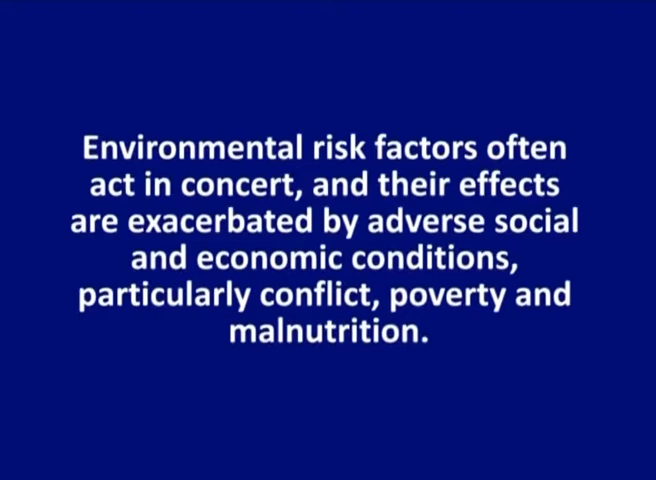 Environmental risk factors often
act in concert, and their effects
are exacerbated by adverse social
and economic conditions,
particularly conflict, poverty and
malnutrition.